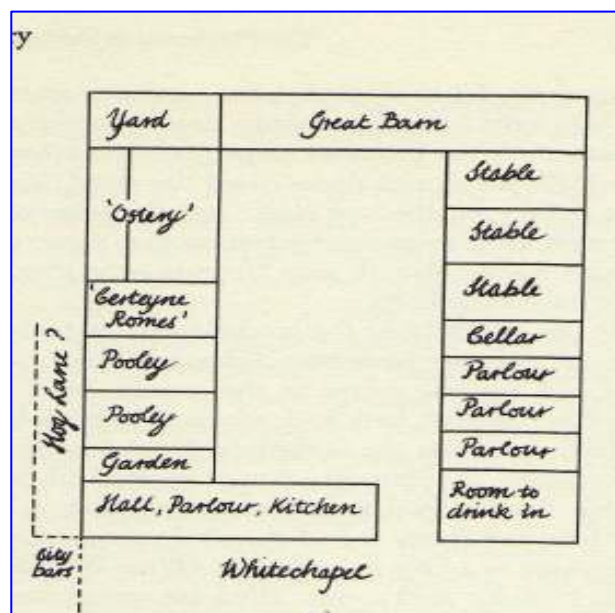 ry
Yard
Great Barn
'Ostery'
'Certeyne
Romes'
Pooley
Pooley
Garden
Hall, Parlour, Kitchen
Stable
Stable
Stable
Cellar
Parlour
Parlour
Parlour
Room to
drink in
Hog Lane?
City
bars
Whitechapel